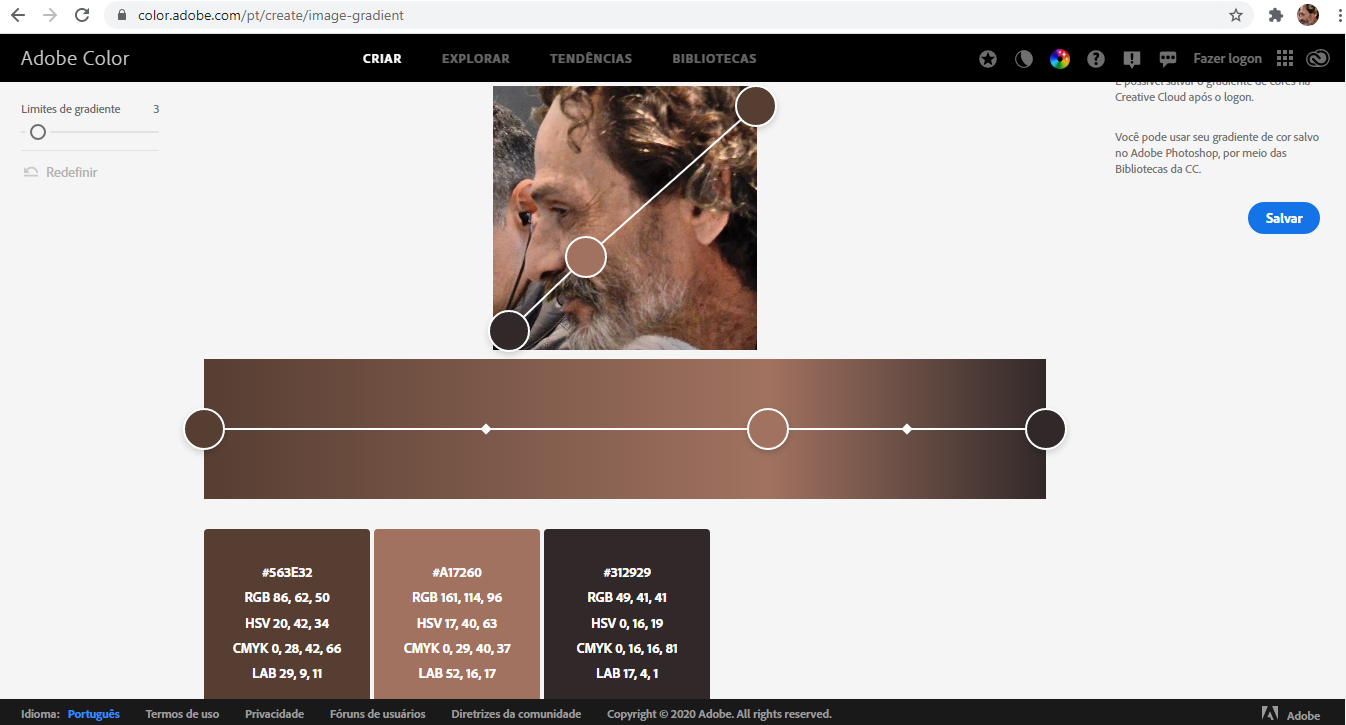 color.adobe.com/pt/create/image-gradient
Adobe Color
CRIAR
EXPLORAR
TENDÊNCIAS
BIBLIOTECAS
Fazer logon
Limites de gradiente 3
Redefinir
É possível salvar o gradiente de cores na
Creative Cloud após o logon.
Você pode usar seu gradiente de cor salvo
no Adobe Photoshop, por meio das
Bibliotecas da CC.
Salvar
#563E32
RGB 86, 62, 50
HSV 20, 42, 34
CMYK 0, 28, 42, 66
LAB 29, 9, 11
#A17260
RGB 161, 114, 96
HSV 17, 40, 63
CMYK 0, 29, 40, 37
LAB 52, 16, 17
#312929
RGB 49, 41, 41
HSV 0, 16, 19
CMYK 0, 16, 16, 81
LAB 17, 4, 1
Idioma: Português
Termos de uso
Privacidade
Fóruns de usuários
Diretrizes da comunidade
Copyright © 2020 Adobe. All rights reserved.
Adobe